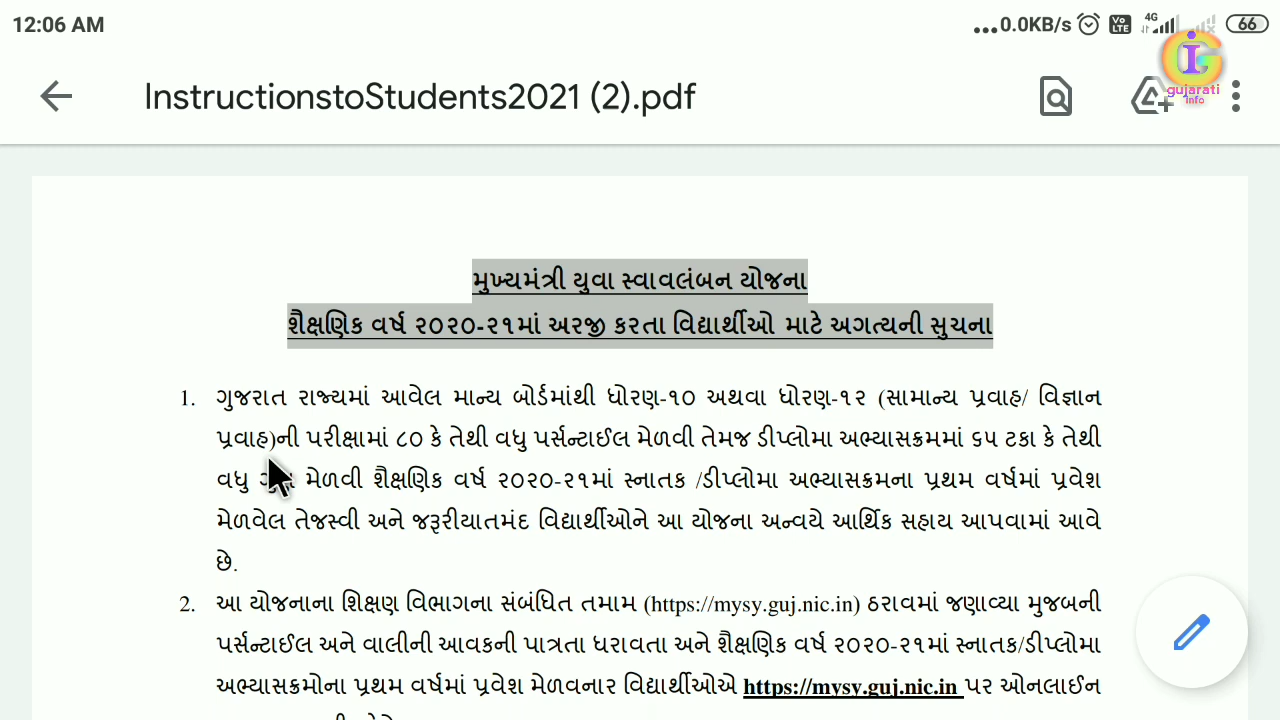 12:06 AM
...0.0KB/s Vo LTE 4G 66
InstructionstoStudents2021 (2).pdf
gujarati
info
મુખ્યમંત્રી યુવા સ્વાવલંબન યોજના
શૈક્ષણિક વર્ષ ૨૦૨૦-૨૧માં અરજી કરતા વિદ્યાર્થીઓ માટે અગત્યની સુચના
1. ગુજરાત રાજ્યમાં આવેલ માન્ય બોર્ડમાંથી ધોરણ-૧૦ અથવા ધોરણ-૧૨ (સામાન્ય પ્રવાહ/ વિજ્ઞાન
પ્રવાહ)ની પરીક્ષામાં ૮૦ કે તેથી વધુ પર્સન્ટાઈલ મેળવી તેમજ ડીપ્લોમા અભ્યાસક્રમમાં ૬૫ ટકા કે તેથી
વધુ મેળવી શૈક્ષણિક વર્ષ ૨૦૨૦-૨૧માં સ્નાતક /ડીપ્લોમા અભ્યાસક્રમના પ્રથમ વર્ષમાં પ્રવેશ
મેળવેલ તેજસ્વી અને જરૂરીયાતમંદ વિદ્યાર્થીઓને આ યોજના અન્વયે આર્થિક સહાય આપવામાં આવે
છે.
2. આ યોજનાના શિક્ષણ વિભાગના સંબંધિત તમામ (https://mysy.guj.nic.in) ઠરાવમાં જણાવ્યા મુજબની
પર્સન્ટાઈલ અને વાલીની આવકની પાત્રતા ધરાવતા અને શૈક્ષણિક વર્ષ ૨૦૨૦-૨૧માં સ્નાતક/ડીપ્લોમા
અભ્યાસક્રમોના પ્રથમ વર્ષમાં પ્રવેશ મેળવનાર વિદ્યાર્થીઓએ https://mysy.guj.nic.in પર ઓનલાઈન